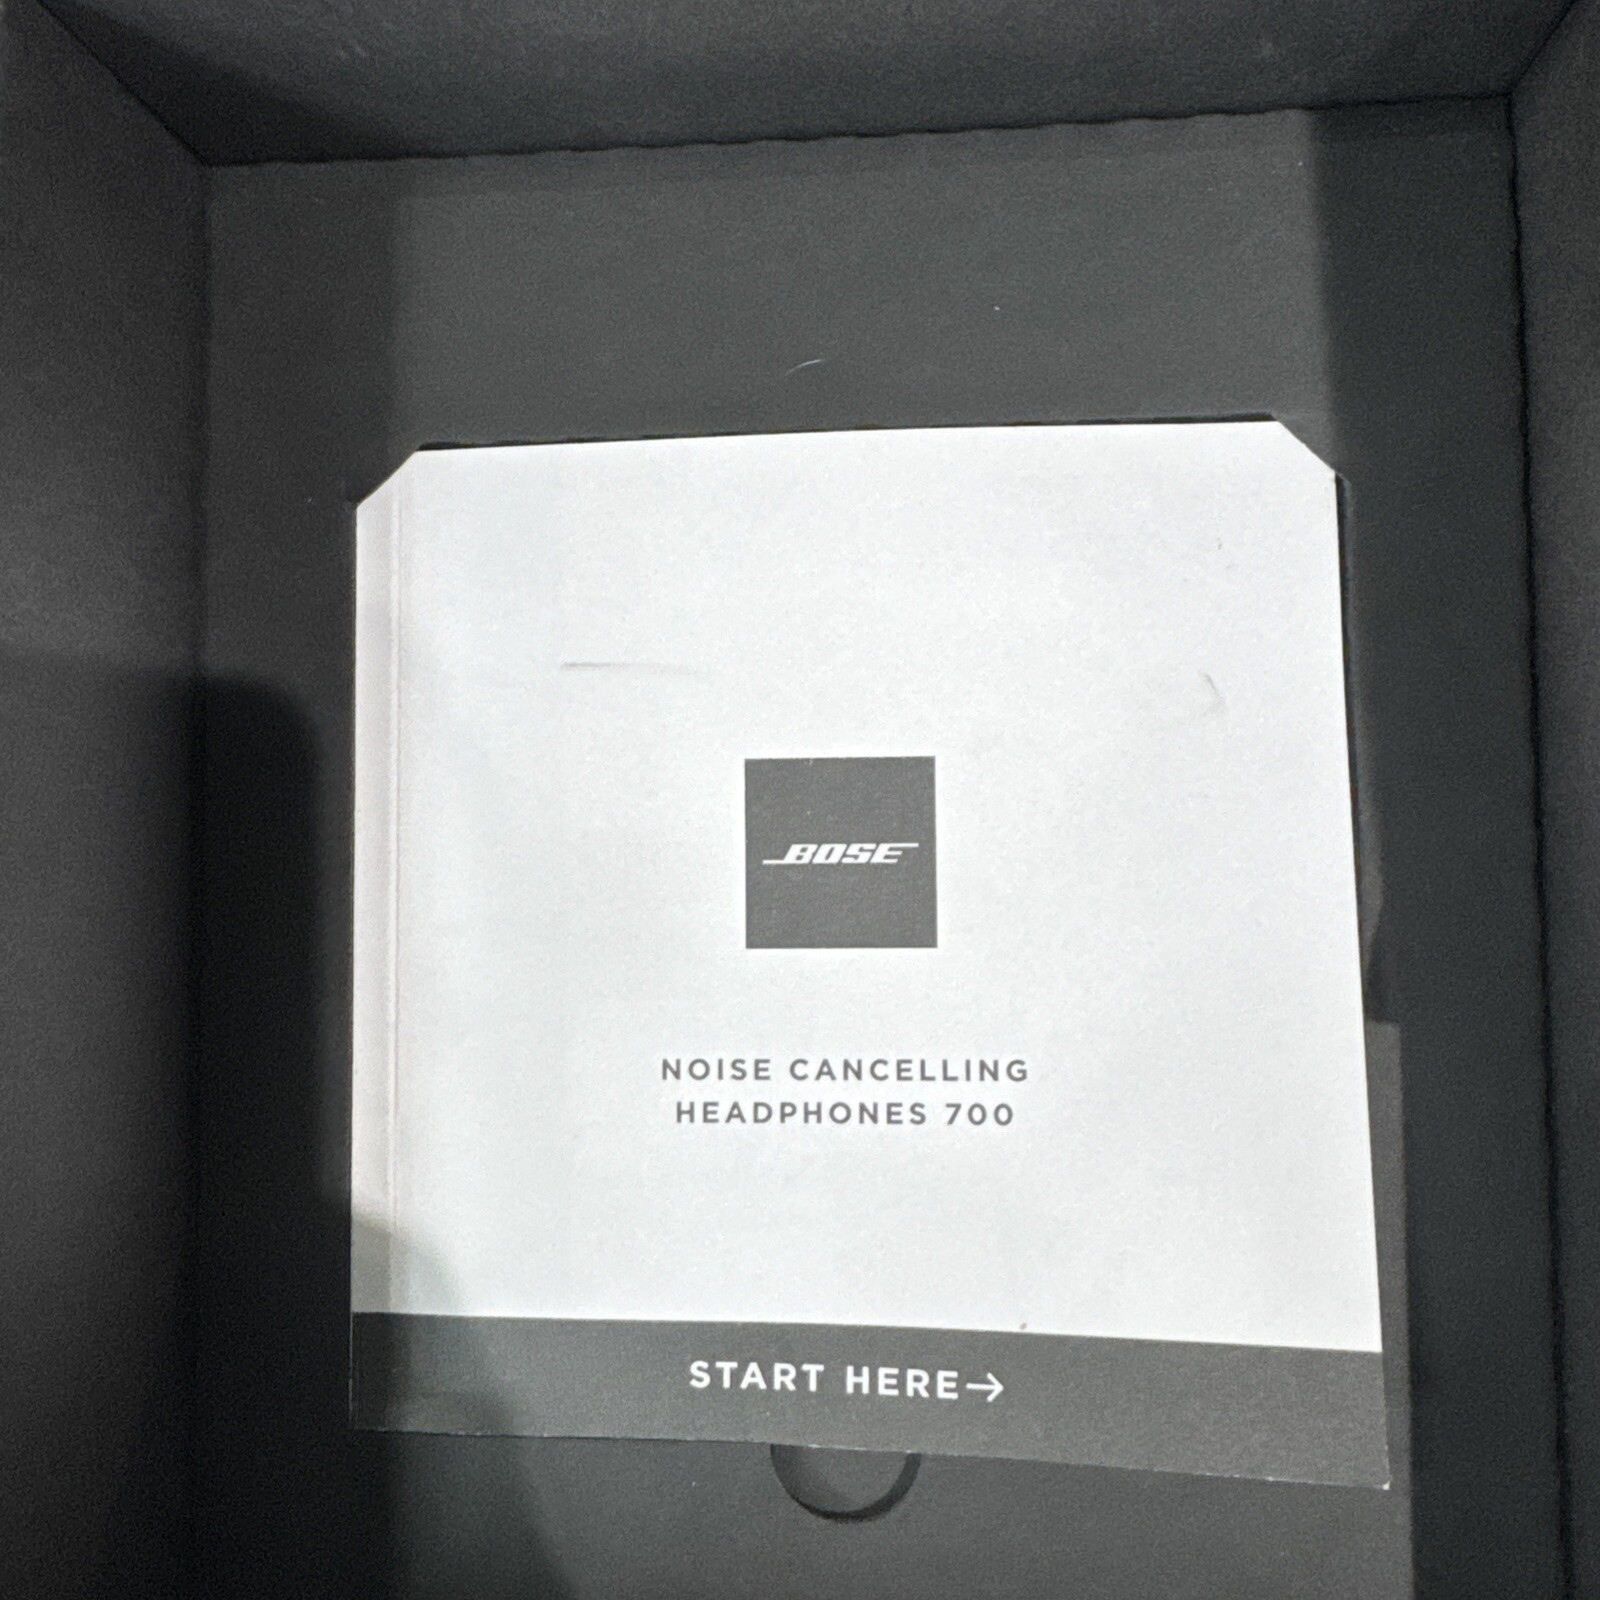 BOSE
NOISE CANCELLING
HEADPHONES 700
START HERE→